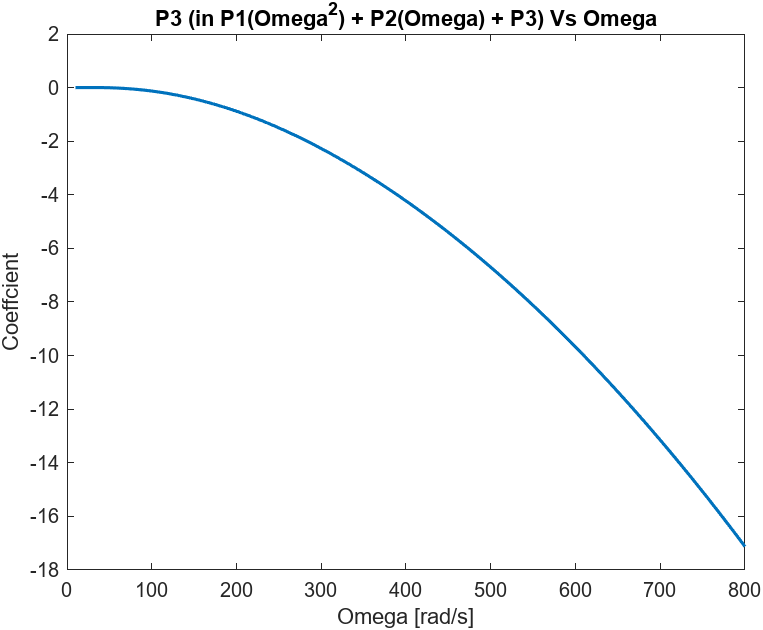 P3 (in P1(Omega²) + P2(Omega) + P3) Vs Omega
2
0
-2
-4
-6
-8
-10
-12
-14
-16
-18
Coeffcient
0 100 200 300 400 500 600 700 800
Omega [rad/s]